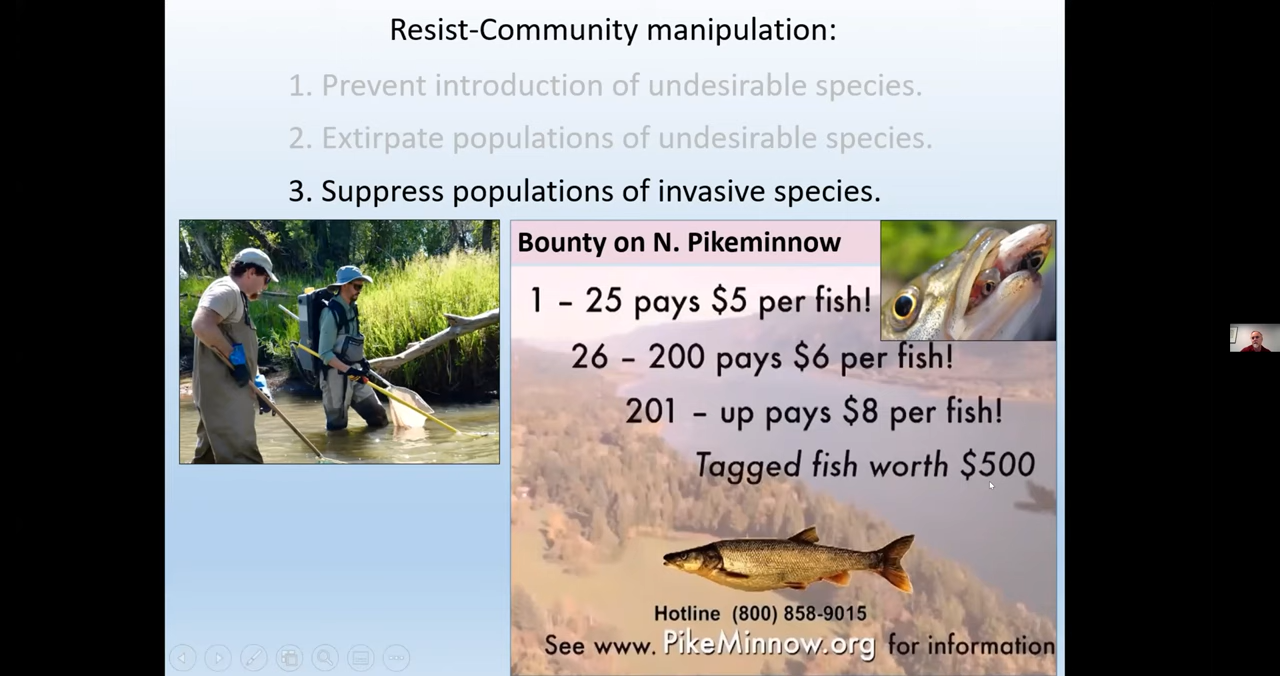 Resist-Community manipulation:
1. Prevent introduction of undesirable species.
2. Extirpate populations of undesirable species.
3. Suppress populations of invasive species.
Bounty on N. Pikeminnow
1 – 25 pays $5 per fish!
26 – 200 pays $6 per fish!
201 – up pays $8 per fish!
Tagged fish worth $500
Hotline (800) 858-9015
See www. PikeMinnow.org for information